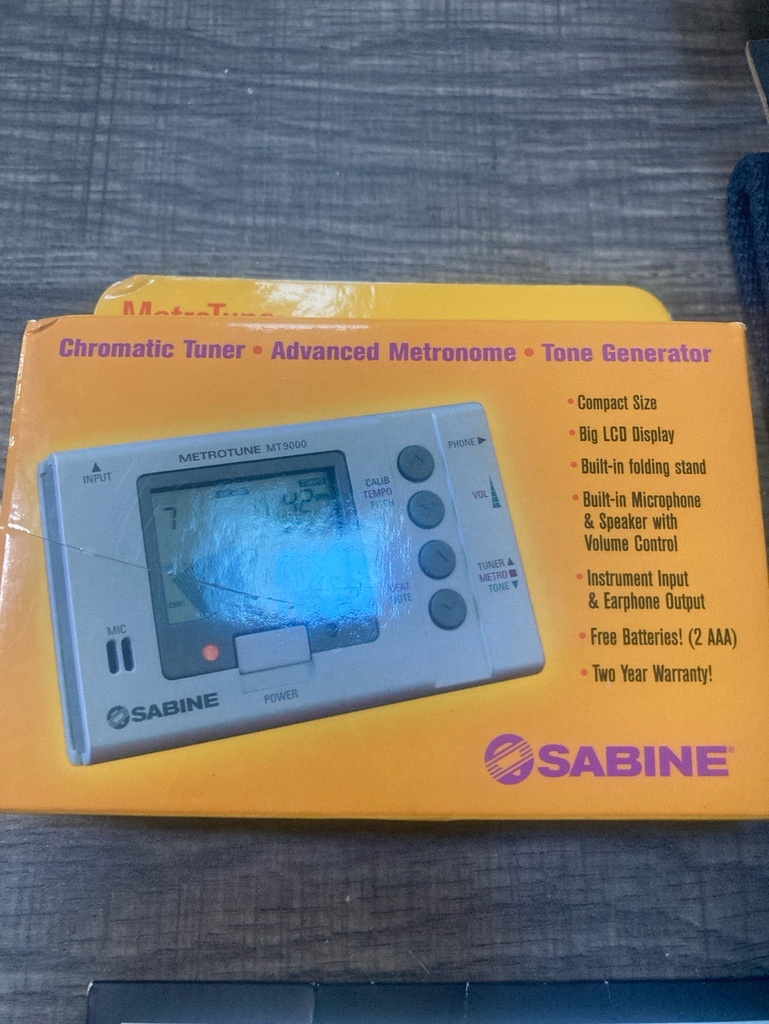 MetroTune
Chromatic Tuner • Advanced Metronome • Tone Generator
• Compact Size
• Big LCD Display
• Built-in folding stand
• Built-in Microphone
& Speaker with
Volume Control
• Instrument Input
& Earphone Output
• Free Batteries! (2 AAA)
• Two Year Warranty!
SABINE®
METROTUNE MT9000
INPUT
PHONE
CALIB
TEMPO
PITCH
VOL
7
TUNER
METRO
TONE
MIC
SABINE
POWER